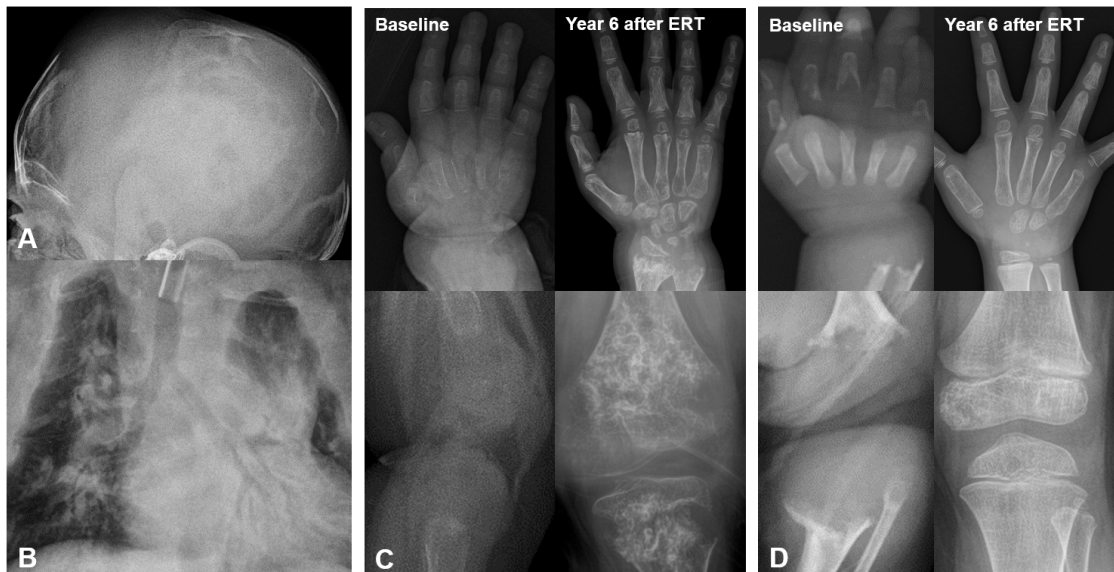 A
B
Baseline
Year 6 after ERT
C
Baseline
Year 6 after ERT
D